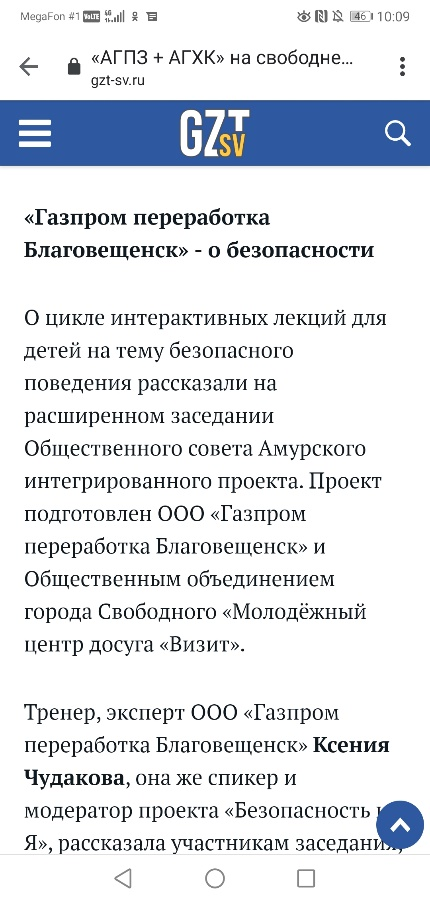 MegaFon #1 VoLTE 4G 46 10:09
«АГПЗ + АГХК» на свободне...
gzt-sv.ru
GZT
SV
«Газпром переработка
Благовещенск» - о безопасности
О цикле интерактивных лекций для
детей на тему безопасного
поведения рассказали на
расширенном заседании
Общественного совета Амурского
интегрированного проекта. Проект
подготовлен ООО «Газпром
переработка Благовещенск» и
Общественным объединением
города Свободного «Молодёжный
центр досуга «Визит».
Тренер, эксперт ООО «Газпром
переработка Благовещенск» Ксения
Чудакова, она же спикер и
модератор проекта «Безопасность
Я», рассказала участникам заседания,